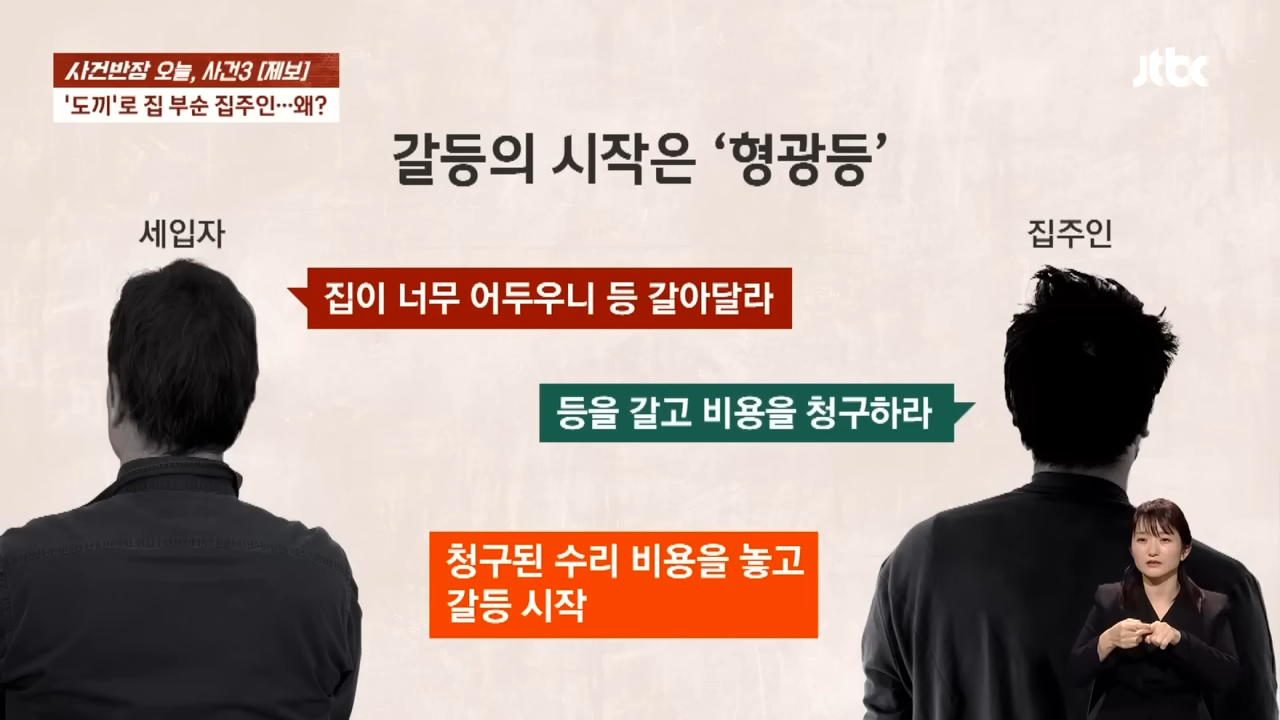 사건반장 오늘, 사건3 [제보]
'도끼'로 집 부순 집주인…왜?
jtbc
갈등의 시작은 ‘형광등’
세입자
집주인
집이 너무 어두우니 등 갈아달라
등을 갈고 비용을 청구하라
청구된 수리 비용을 놓고
갈등 시작